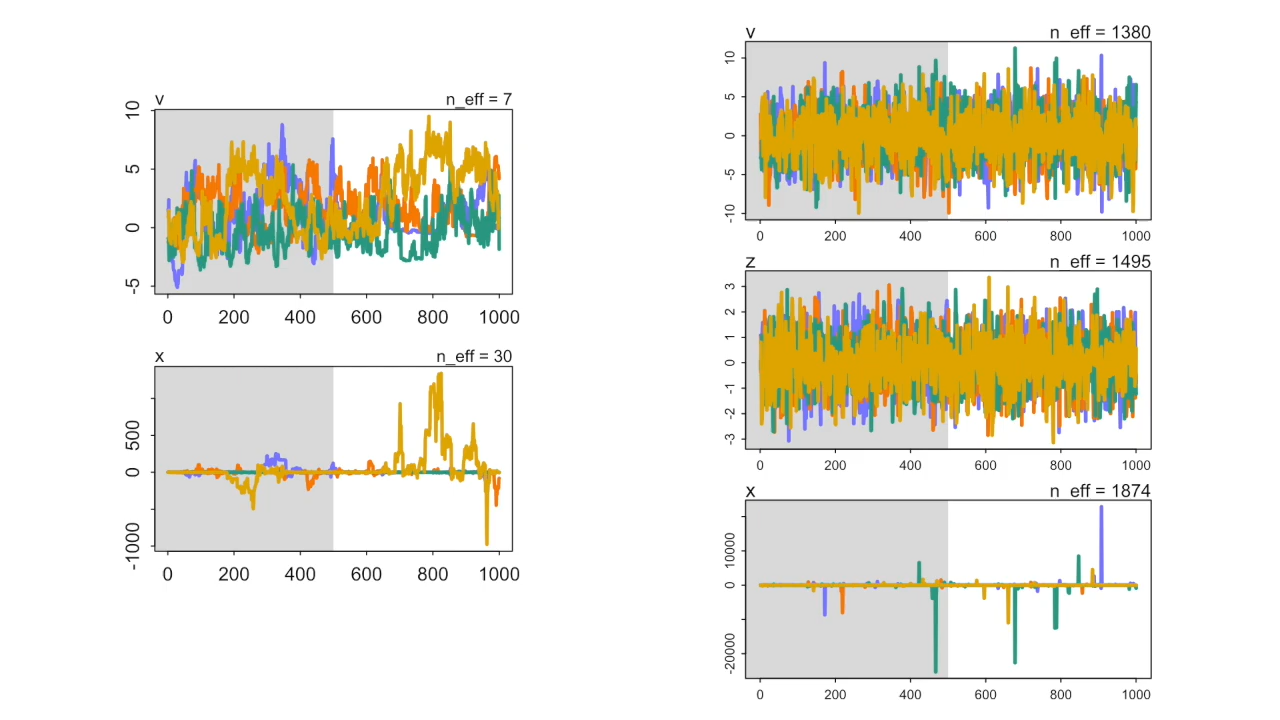 v n_eff = 7
10
5
0
-5
0 200 400 600 800 1000
x n_eff = 30
500
0
-1000
0 200 400 600 800 1000
v n eff = 1380
10
5
0
-5
-10
0 200 400 600 800 1000
z n eff = 1495
3
2
1
0
-1
-2
-3
0 200 400 600 800 1000
x n eff = 1874
10000
0
-20000
0 200 400 600 800 1000